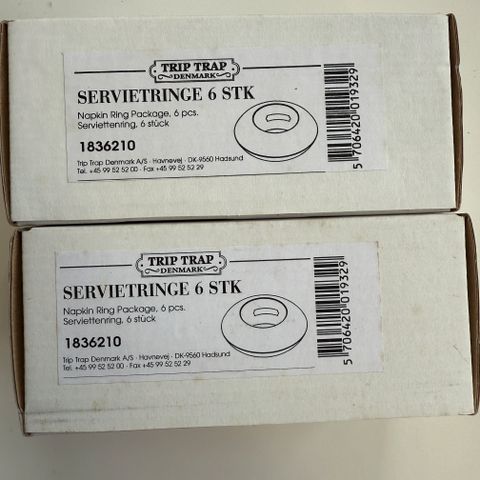 TRIP TRAP
DENMARK
SERVIETRINGE 6 STK
Napkin Ring Package, 6 pcs.
Serviettenring, 6 stück
1836210
Trip Trap Denmark A/S · Havnevej · DK-9560 Hadsund
Tel. +45 99 52 52 00 · Fax +45 99 52 52 29
5 706420 019329
TRIP TRAP
DENMARK
SERVIETRINGE 6 STK
Napkin Ring Package, 6 pcs.
Serviettenring, 6 stück
1836210
Trip Trap Denmark A/S · Havnevej · DK-9560 Hadsund
Tel. +45 99 52 52 00 · Fax +45 99 52 52 29
5 706420 019329